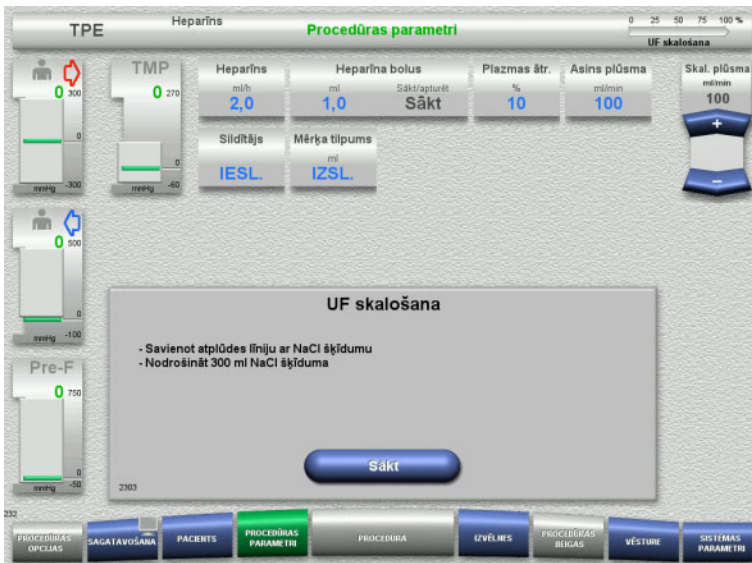 TPE
Heparīns
Procedūras parametri
0 25 50 75 100 %
UF skalošana
0 300
0
mmHg -300
TMP
0 270
0
mmHg -60
Heparīns
ml/h
2,0
Heparīna bolus
ml Sākt/apturēt
1,0 Sākt
Plazmas ātr.
%
10
Asins plūsma
ml/min
100
Skal. plūsma
ml/min
100
+
–
Sildītājs
IESL.
Mērķa tilpums
ml
IZSL.
0 500
0
mmHg -100
Pre-F
0 750
0
mmHg -50
UF skalošana
- Savienot atplūdes līniju ar NaCl šķīdumu
- Nodrošināt 300 ml NaCl šķīduma
Sākt
2303
232
PROCEDŪRAS
OPCIJAS
SAGATAVOŠANA
PACIENTS
PROCEDŪRAS
PARAMETRI
PROCEDŪRA
IZVĒLNES
PROCEDŪRAS
BEIGAS
VĒSTURE
SISTĒMAS
PARAMETRI